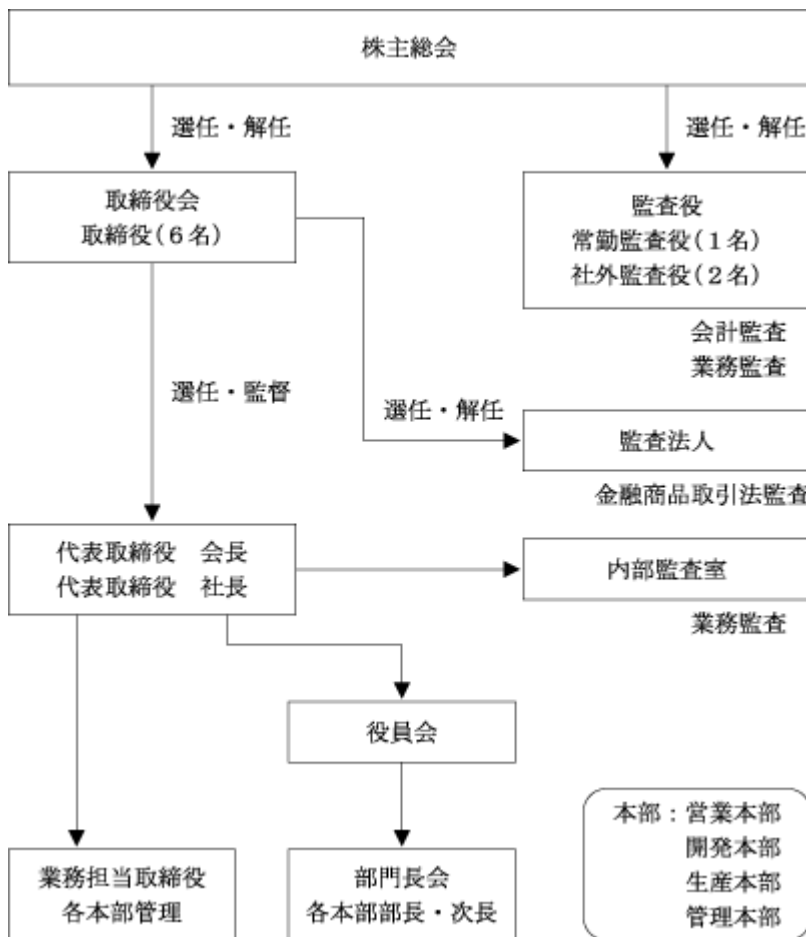 株主総会
選任・解任
選任・解任
取締役会
取締役(6名)
監査役
常勤監査役(1名)
社外監査役(2名)
会計監査
業務監査
選任・監督
選任・解任
監査法人
金融商品取引法監査
代表取締役　会長
代表取締役　社長
内部監査室
業務監査
役員会
業務担当取締役
各本部管理
部門長会
各本部部長・次長
本部：営業本部
開発本部
生産本部
管理本部